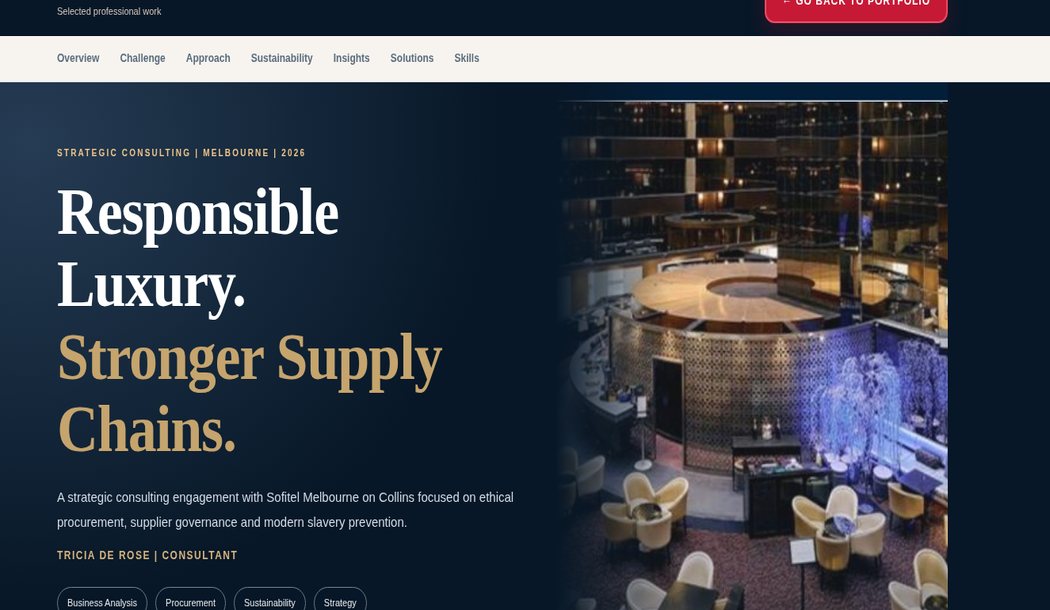 Selected professional work
← GO BACK TO PORTFOLIO
Overview Challenge Approach Sustainability Insights Solutions Skills
STRATEGIC CONSULTING | MELBOURNE | 2026
Responsible
Luxury.
Stronger Supply
Chains.
A strategic consulting engagement with Sofitel Melbourne on Collins focused on ethical
procurement, supplier governance and modern slavery prevention.
TRICIA DE ROSE | CONSULTANT
Business Analysis Procurement Sustainability Strategy